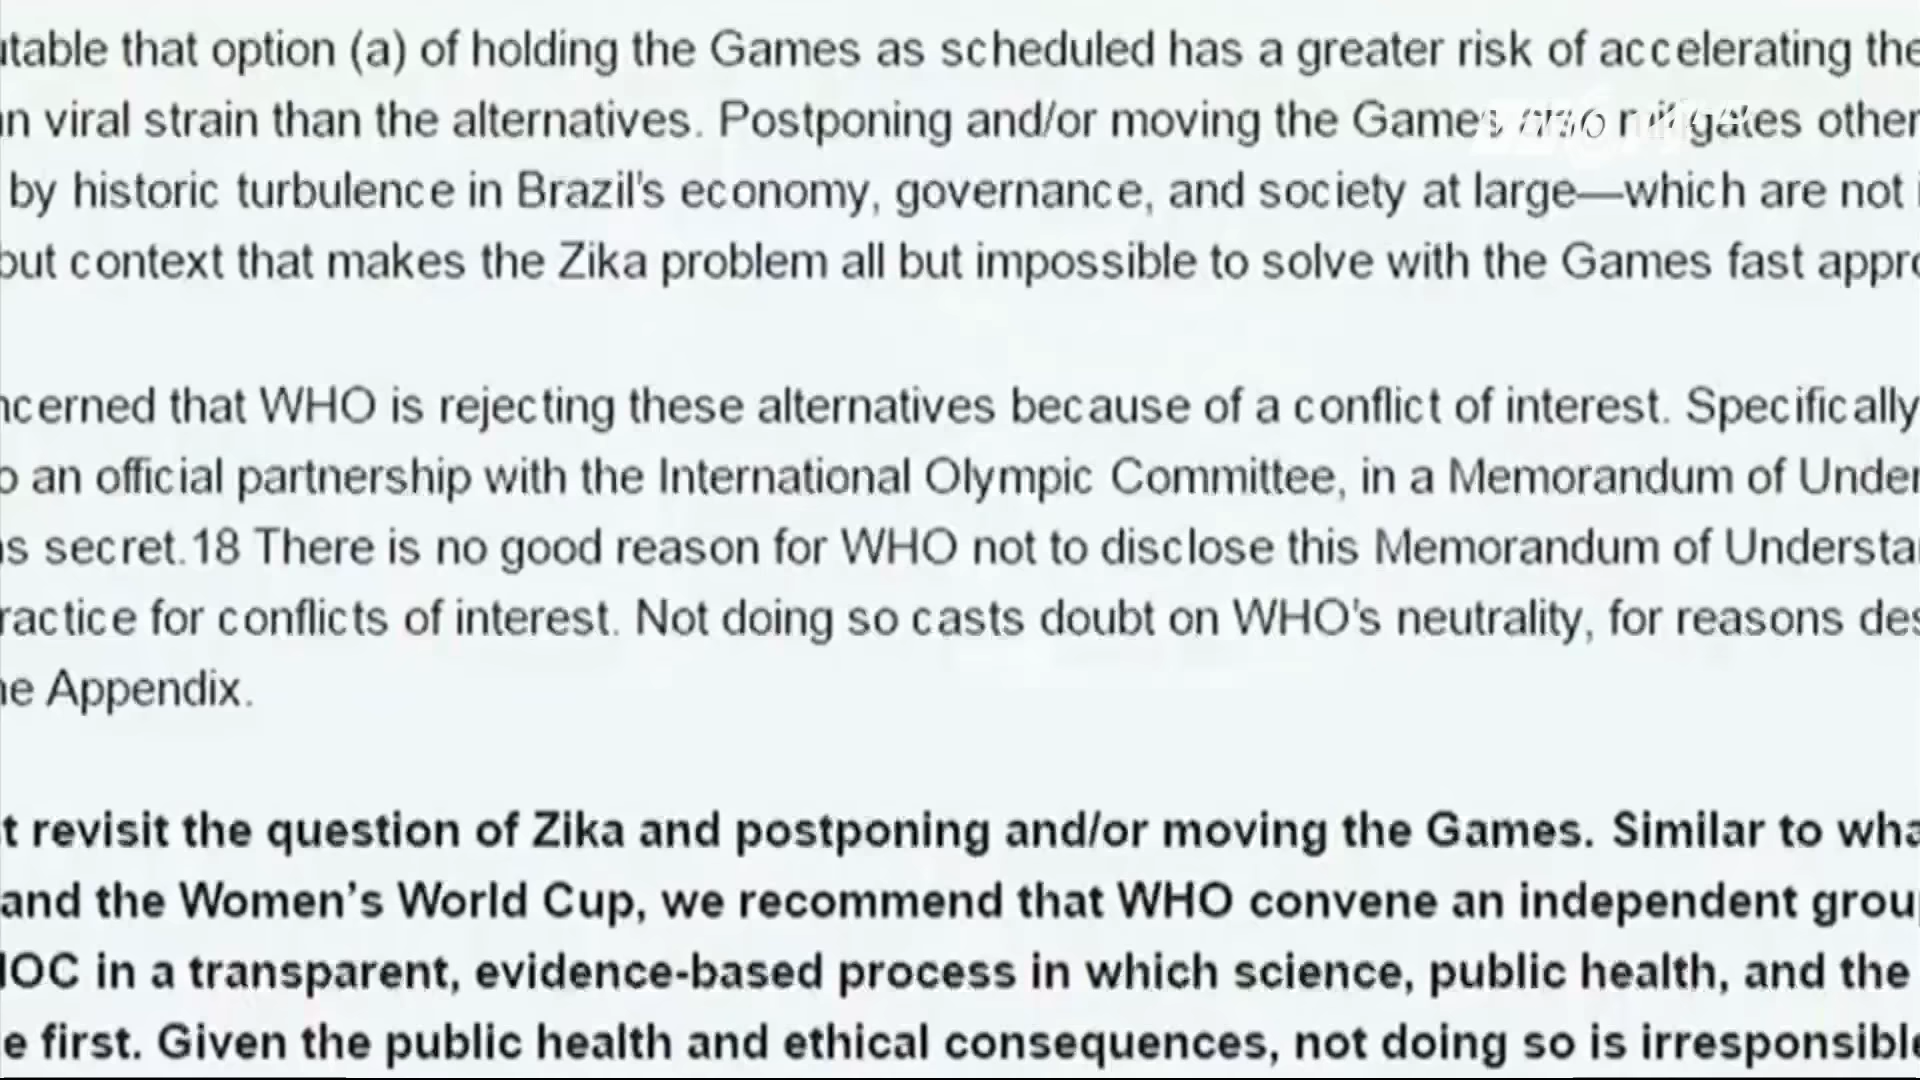 utable that option (a) of holding the Games as scheduled has a greater risk of accelerating the
n viral strain than the alternatives. Postponing and/or moving the Games also mitigates other
by historic turbulence in Brazil's economy, governance, and society at large—which are not i
but context that makes the Zika problem all but impossible to solve with the Games fast appro
ncerned that WHO is rejecting these alternatives because of a conflict of interest. Specifically
o an official partnership with the International Olympic Committee, in a Memorandum of Under
s secret.18 There is no good reason for WHO not to disclose this Memorandum of Understa
ractice for conflicts of interest. Not doing so casts doubt on WHO's neutrality, for reasons des
he Appendix.
t revisit the question of Zika and postponing and/or moving the Games. Similar to wha
and the Women's World Cup, we recommend that WHO convene an independent grou
IOC in a transparent, evidence-based process in which science, public health, and the
e first. Given the public health and ethical consequences, not doing so is irresponsible